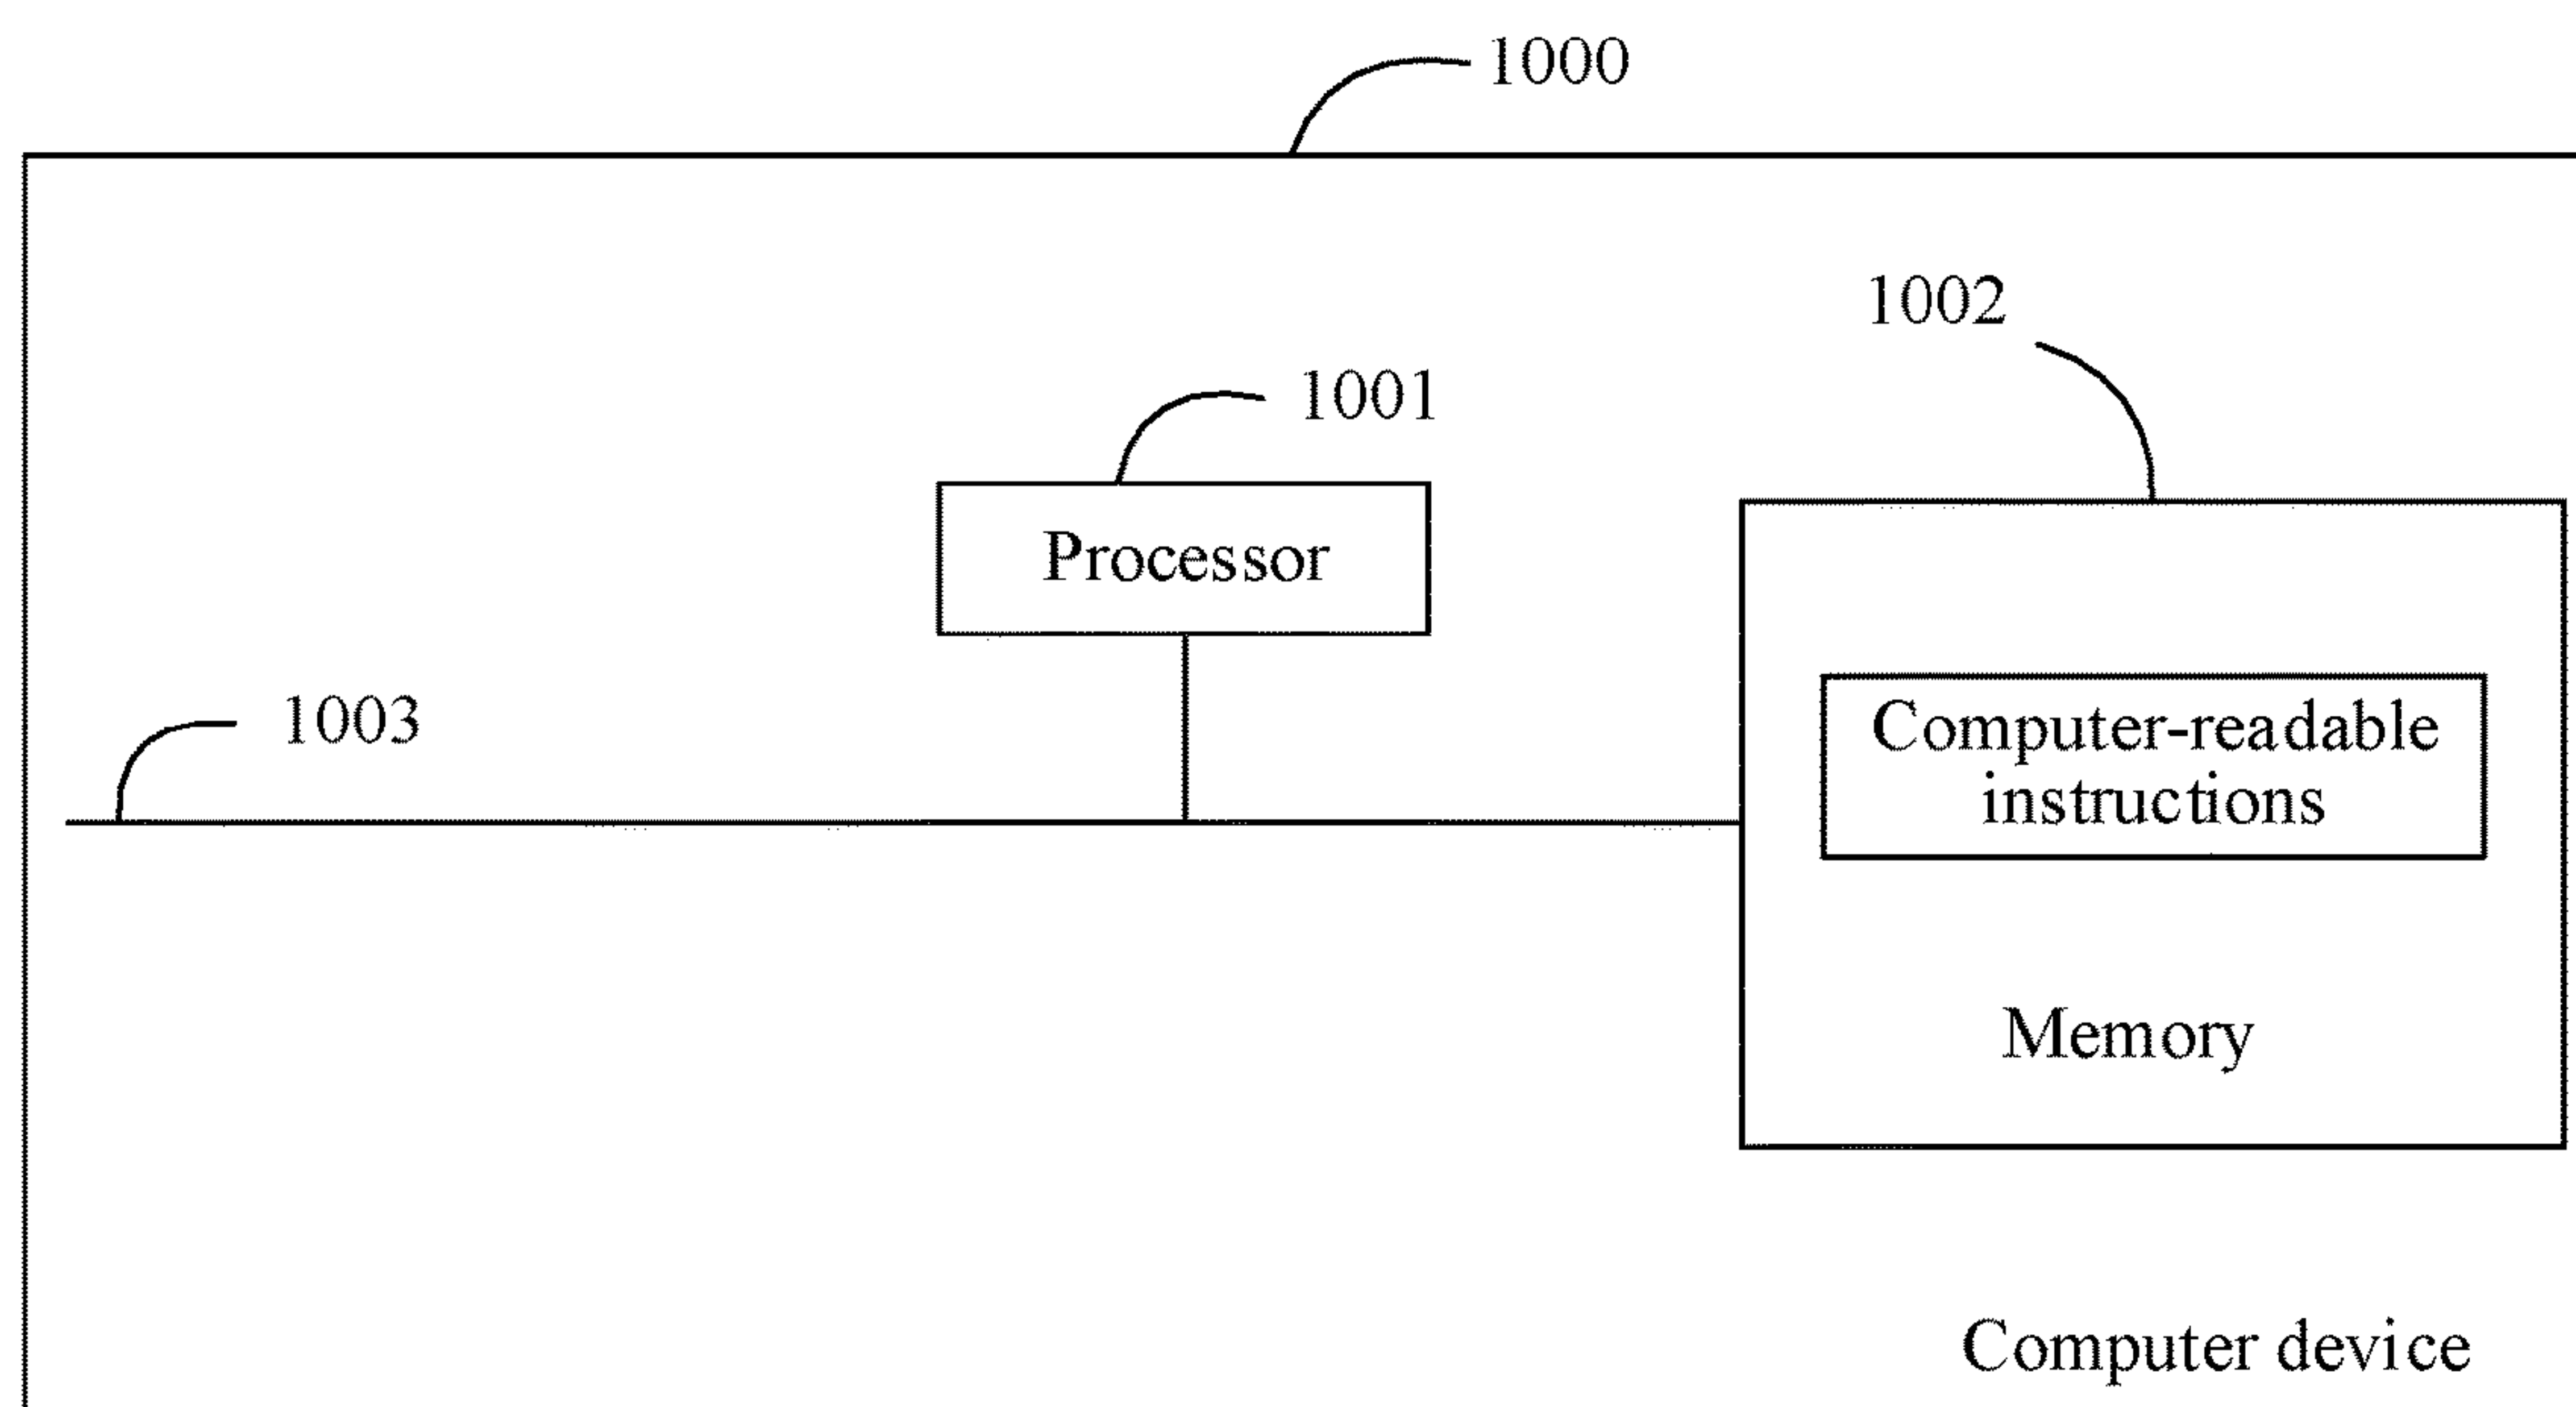 1000
1002
1001
Processor
1003
Computer-readable
instructions
Memory
Computer device